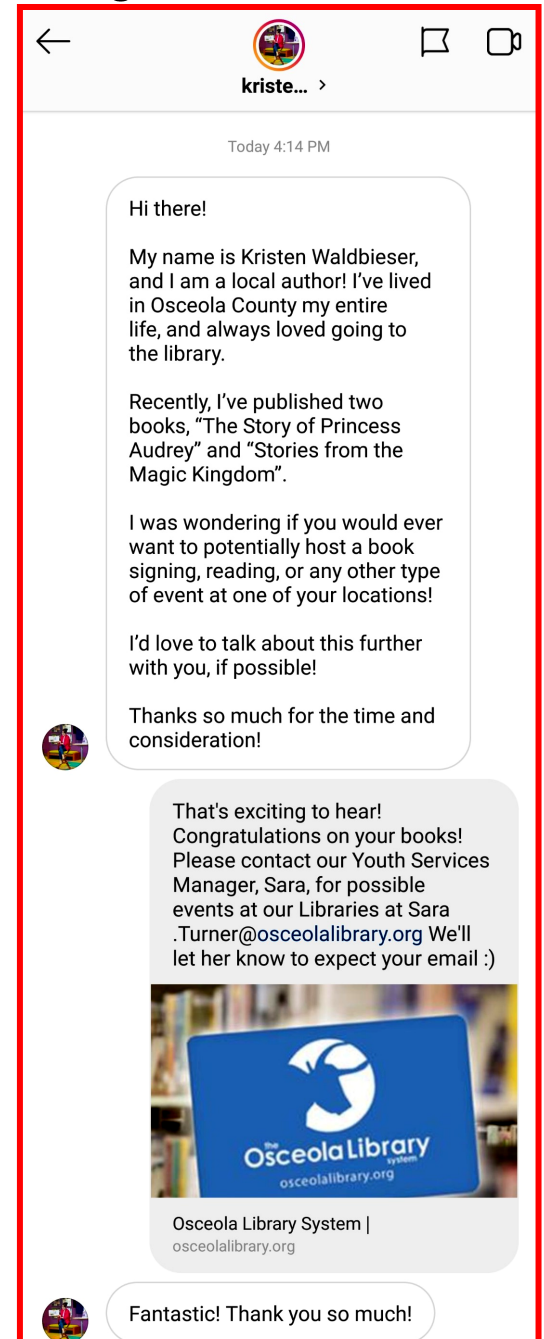 kriste... >
Today 4:14 PM
Hi there!
My name is Kristen Waldbieser,
and I am a local author! I've lived
in Osceola County my entire
life, and always loved going to
the library.
Recently, I've published two
books, “The Story of Princess
Audrey” and “Stories from the
Magic Kingdom”.
I was wondering if you would ever
want to potentially host a book
signing, reading, or any other type
of event at one of your locations!
I'd love to talk about this further
with you, if possible!
Thanks so much for the time and
consideration!
That's exciting to hear!
Congratulations on your books!
Please contact our Youth Services
Manager, Sara, for possible
events at our Libraries at Sara
.Turner@osceolalibrary.org We'll
let her know to expect your email :)
the
Osceola Library
system
osceolalibrary.org
Osceola Library System |
osceolalibrary.org
Fantastic! Thank you so much!